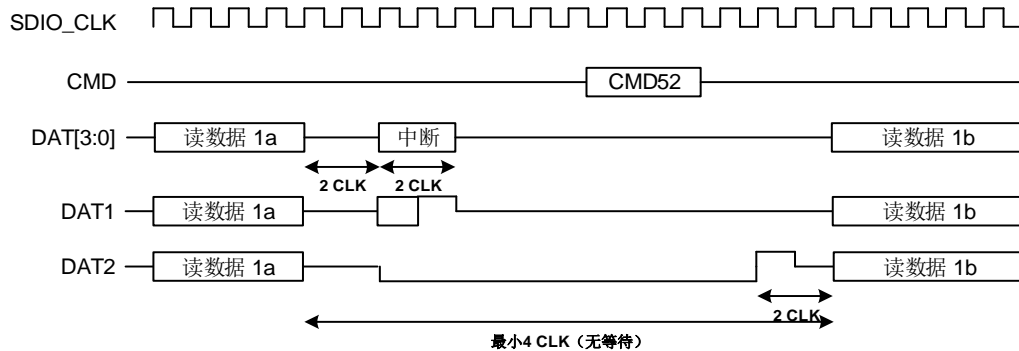 SDIO_CLK
CMD CMD52
DAT[3:0] 读数据 1a 中断 读数据 1b
2 CLK 2 CLK
DAT1 读数据 1a 读数据 1b
DAT2 读数据 1a 读数据 1b
2 CLK
最小4 CLK（无等待）